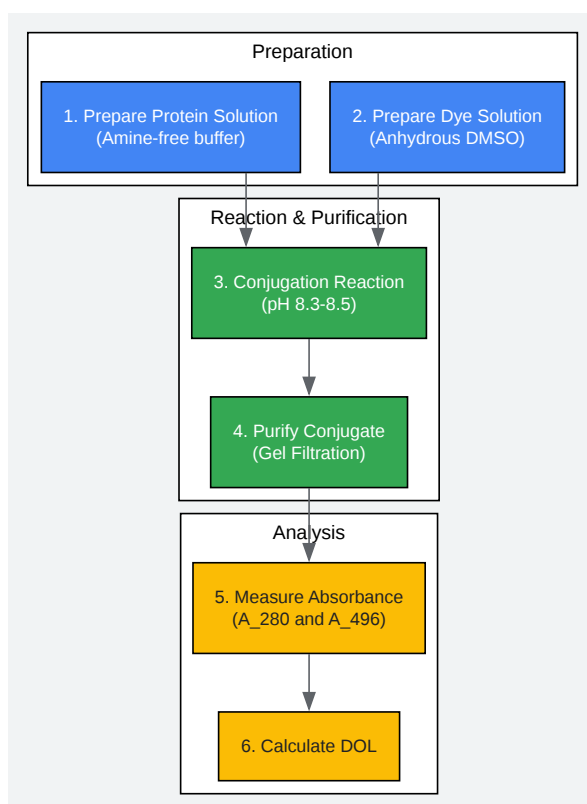 Preparation
1. Prepare Protein Solution
(Amine-free buffer)
2. Prepare Dye Solution
(Anhydrous DMSO)
Reaction & Purification
3. Conjugation Reaction
(pH 8.3-8.5)
4. Purify Conjugate
(Gel Filtration)
Analysis
5. Measure Absorbance
(A_280 and A_496)
6. Calculate DOL